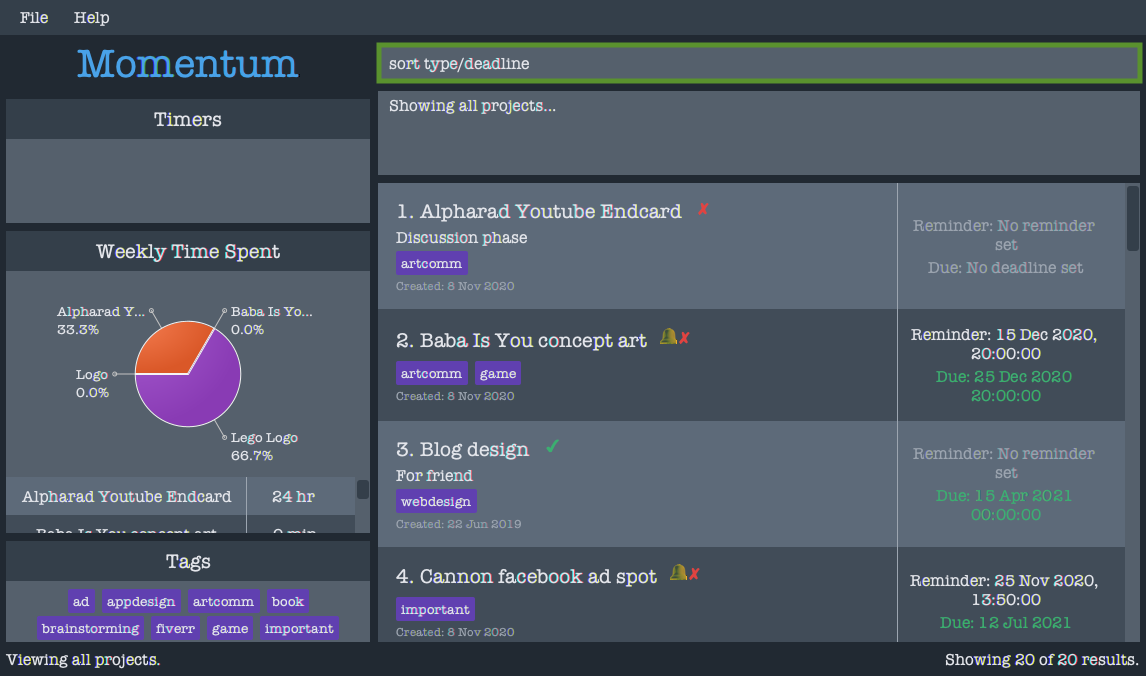 File Help
Momentum
sort type/deadline
Timers
Showing all projects...
Weekly Time Spent
Alpharad Y...
33.3%
Baba Is Yo...
0.0%
Logo
0.0%
Lego Logo
66.7%
Alpharad Youtube Endcard 24 hr
Baba Is You concept art 0 min
Tags
ad appdesign artcomm book
brainstorming fiverr game important
1. Alpharad Youtube Endcard ✘
Discussion phase
artcomm
Created: 8 Nov 2020
Reminder: No reminder
set
Due: No deadline set
2. Baba Is You concept art ✘
artcomm game
Created: 8 Nov 2020
Reminder: 15 Dec 2020,
20:00:00
Due: 25 Dec 2020
20:00:00
3. Blog design ✔
For friend
webdesign
Created: 22 Jun 2019
Reminder: No reminder
set
Due: 15 Apr 2021
00:00:00
4. Cannon facebook ad spot ✘
important
Created: 8 Nov 2020
Reminder: 25 Nov 2020,
13:50:00
Due: 12 Jul 2021
Viewing all projects.
Showing 20 of 20 results.